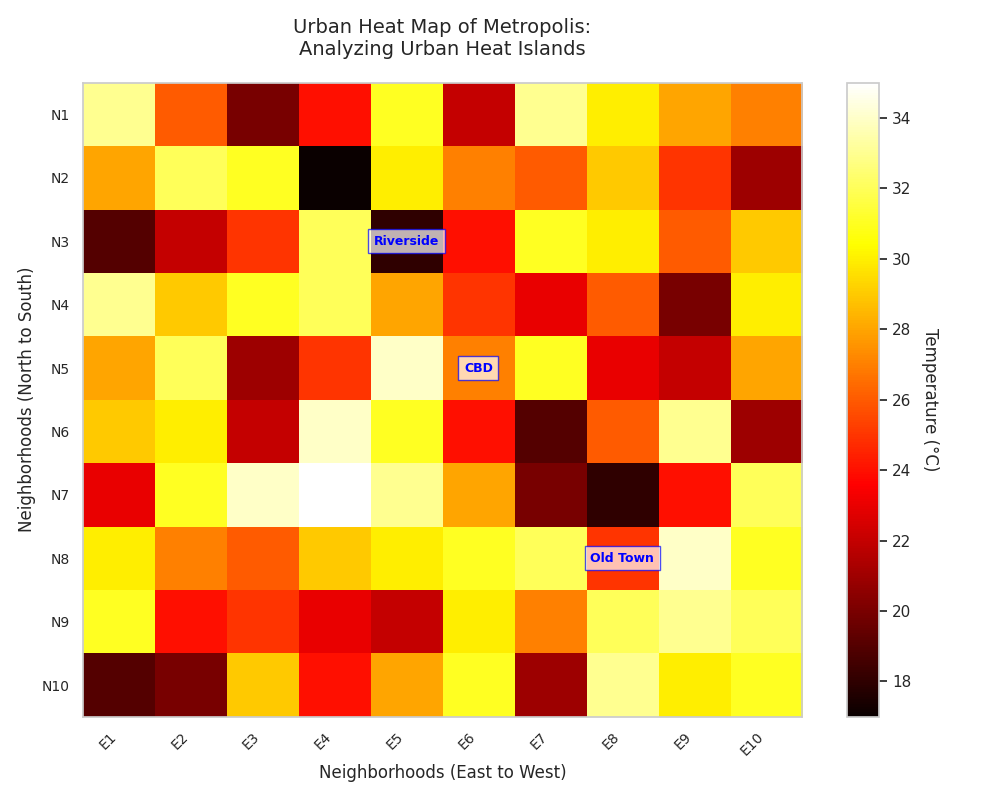 Urban Heat Map of Metropolis:
Analyzing Urban Heat Islands
N1
N2
N3
N4
N5
N6
N7
N8
N9
N10
Neighborhoods (North to South)
Riverside
CBD
Old Town
E1
E2
E3
E4
E5
E6
E7
E8
E9
E10
Neighborhoods (East to West)
34
32
30
28
26
24
22
20
18
Temperature (°C)